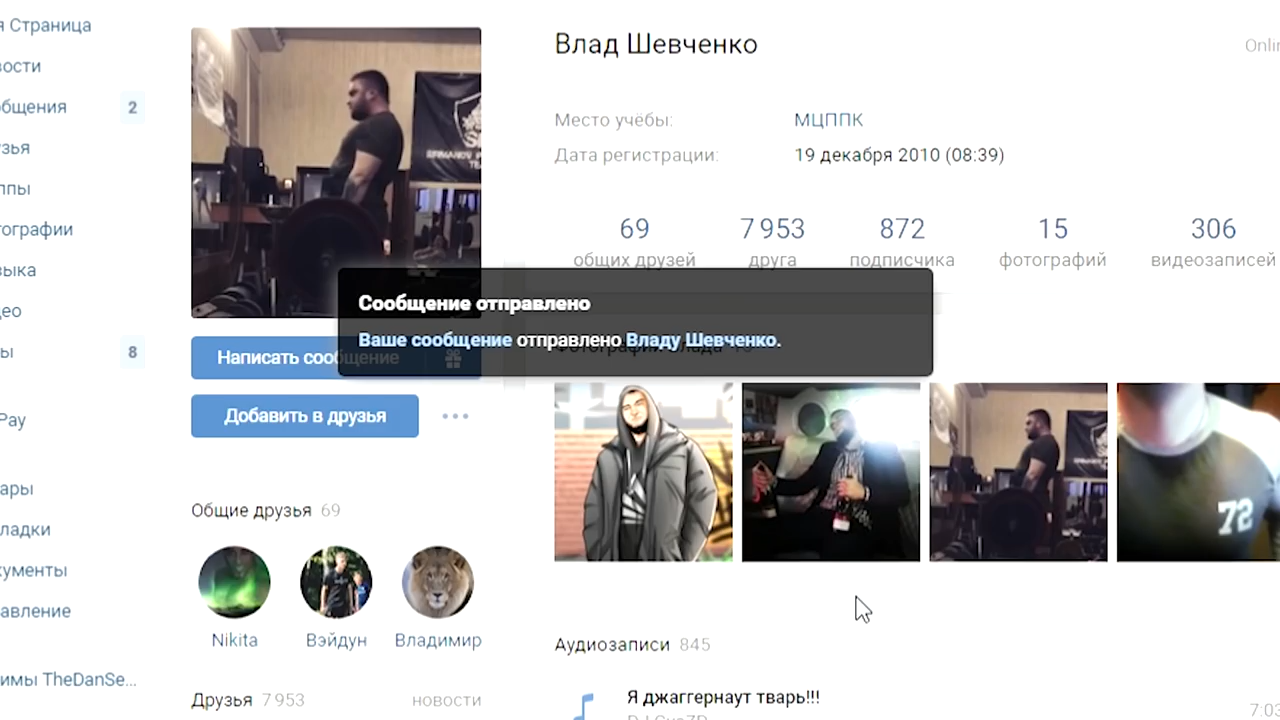 я Страница
вости
общения 2
узья
ппы
тографии
зыка
део
ы 8
Pay
ары
ладки
кументы
авление
имы TheDanSe...
Написать сообщение
Добавить в друзья
Общие друзья 69
Nikita Вэйдун Владимир
Друзья 7 953 новости
Влад Шевченко
Onlin
Место учёбы: МЦППК
Дата регистрации: 19 декабря 2010 (08:39)
69 7 953 872 15 306
общих друзей друга подписчика фотографий видеозаписей
Сообщение отправлено
Ваше сообщение отправлено Владу Шевченко.
72
Аудиозаписи 845
Я джаггернаут тварь!!!
7:03